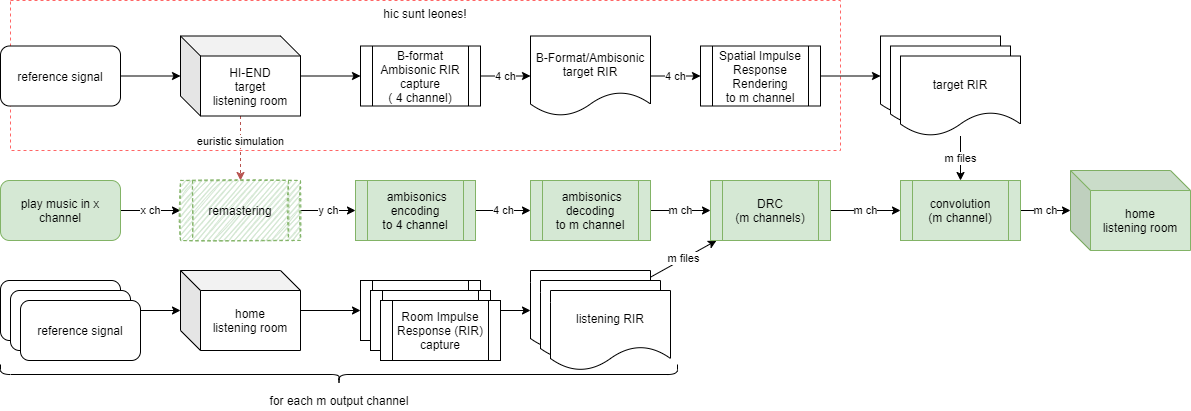 hic sunt leones!
reference signal
HI-END
target
listening room
B-format
Ambisonic RIR
capture
( 4 channel)
4 ch
B-Format/Ambisonic
target RIR
4 ch
Spatial Impulse
Response
Rendering
to m channel
target RIR
euristic simulation
m files
play music in x
channel
x ch
remastering
y ch
ambisonics
encoding
to 4 channel
4 ch
ambisonics
decoding
to m channel
m ch
DRC
(m channels)
m ch
convolution
(m channel)
m ch
home
listening room
m files
reference signal
home
listening room
Room Impulse
Response (RIR)
capture
listening RIR
for each m output channel